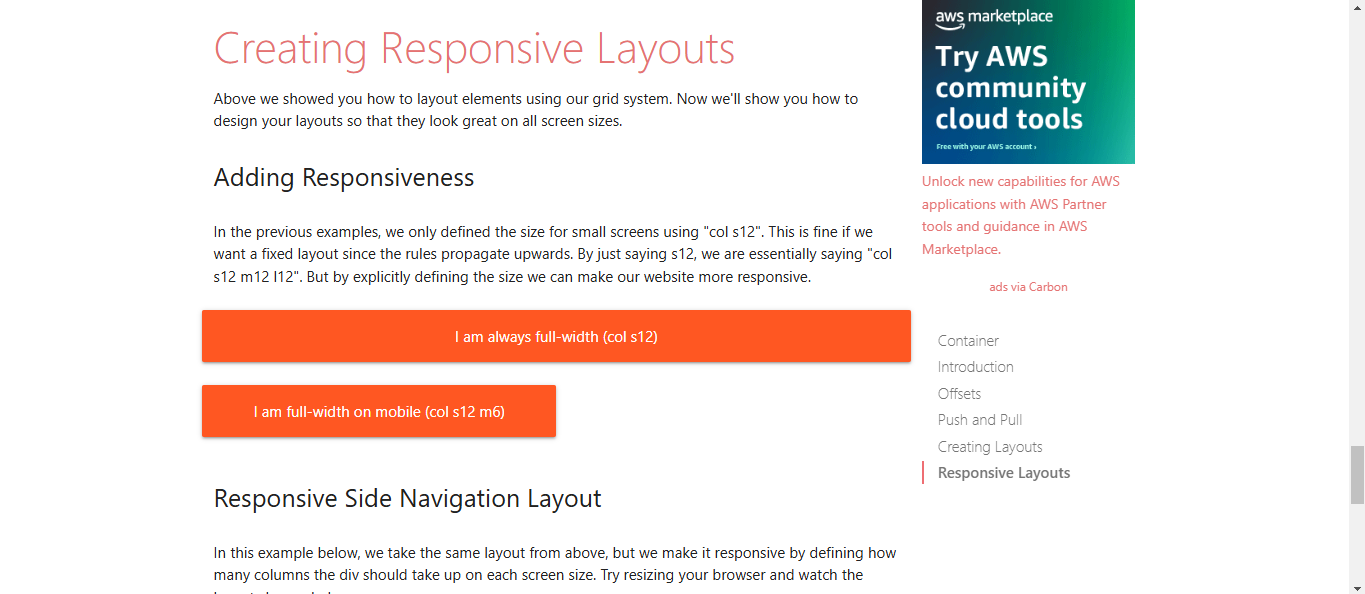 Creating Responsive Layouts
Above we showed you how to layout elements using our grid system. Now we'll show you how to
design your layouts so that they look great on all screen sizes.
Adding Responsiveness
In the previous examples, we only defined the size for small screens using "col s12". This is fine if we
want a fixed layout since the rules propagate upwards. By just saying s12, we are essentially saying "col
s12 m12 l12". But by explicitly defining the size we can make our website more responsive.
I am always full-width (col s12)
I am full-width on mobile (col s12 m6)
Responsive Side Navigation Layout
In this example below, we take the same layout from above, but we make it responsive by defining how
many columns the div should take up on each screen size. Try resizing your browser and watch the
aws marketplace
Try AWS
community
cloud tools
Free with your AWS account ›
Unlock new capabilities for AWS
applications with AWS Partner
tools and guidance in AWS
Marketplace.
ads via Carbon
Container
Introduction
Offsets
Push and Pull
Creating Layouts
Responsive Layouts